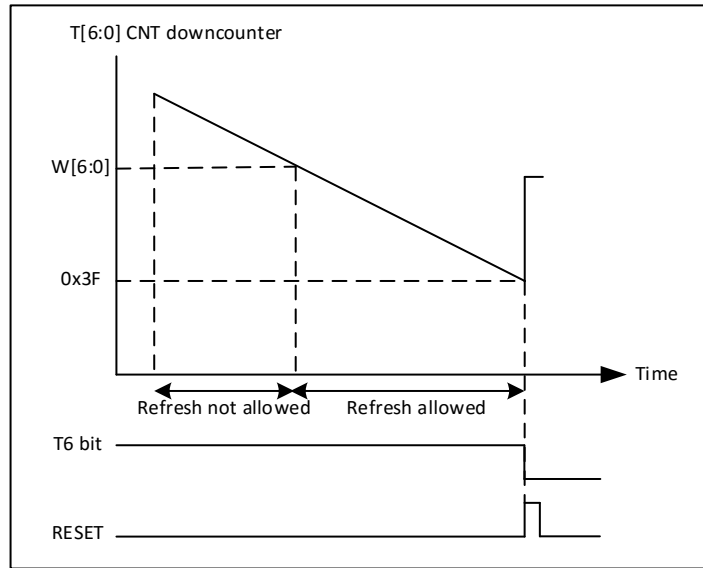 T[6:0] CNT downcounter
W[6:0]
0x3F
Time
Refresh not allowed
Refresh allowed
T6 bit
RESET